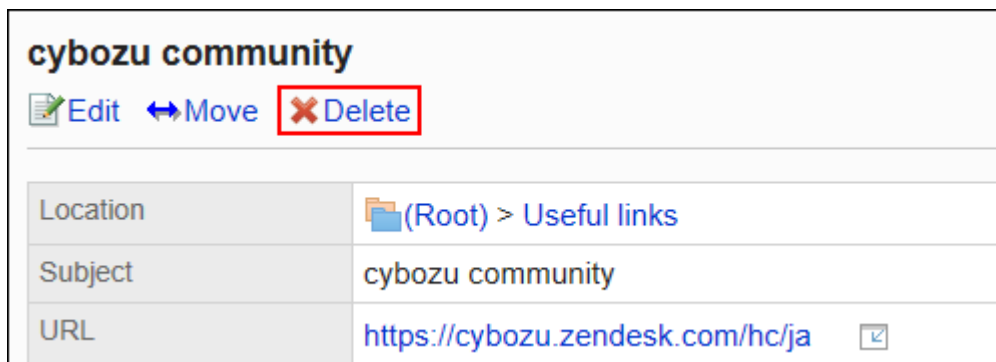 cybozu community
Edit Move Delete
Location (Root) > Useful links
Subject cybozu community
URL https://cybozu.zendesk.com/hc/ja